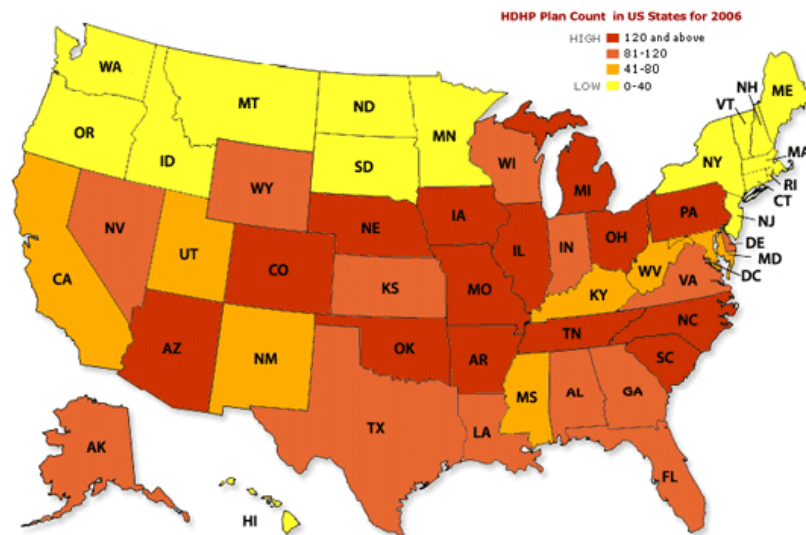 HDHP Plan Count in US States for 2006
HIGH 120 and above
81-120
41-80
LOW 0-40
WA
MT
ND
MN
OR
ID
SD
WY
WI
MI
NY
VT
NH
ME
MA
RI
CT
NJ
PA
NV
UT
CO
NE
IA
IL
IN
OH
WV
DE
MD
DC
VA
CA
KS
MO
KY
AZ
NM
OK
AR
TN
NC
SC
TX
LA
MS
AL
GA
FL
AK
HI